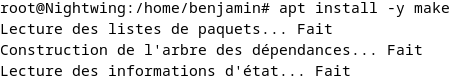 root@Nightwing:/home/benjamin# apt install -y make
Lecture des listes de paquets... Fait
Construction de l'arbre des dépendances... Fait
Lecture des informations d'état... Fait